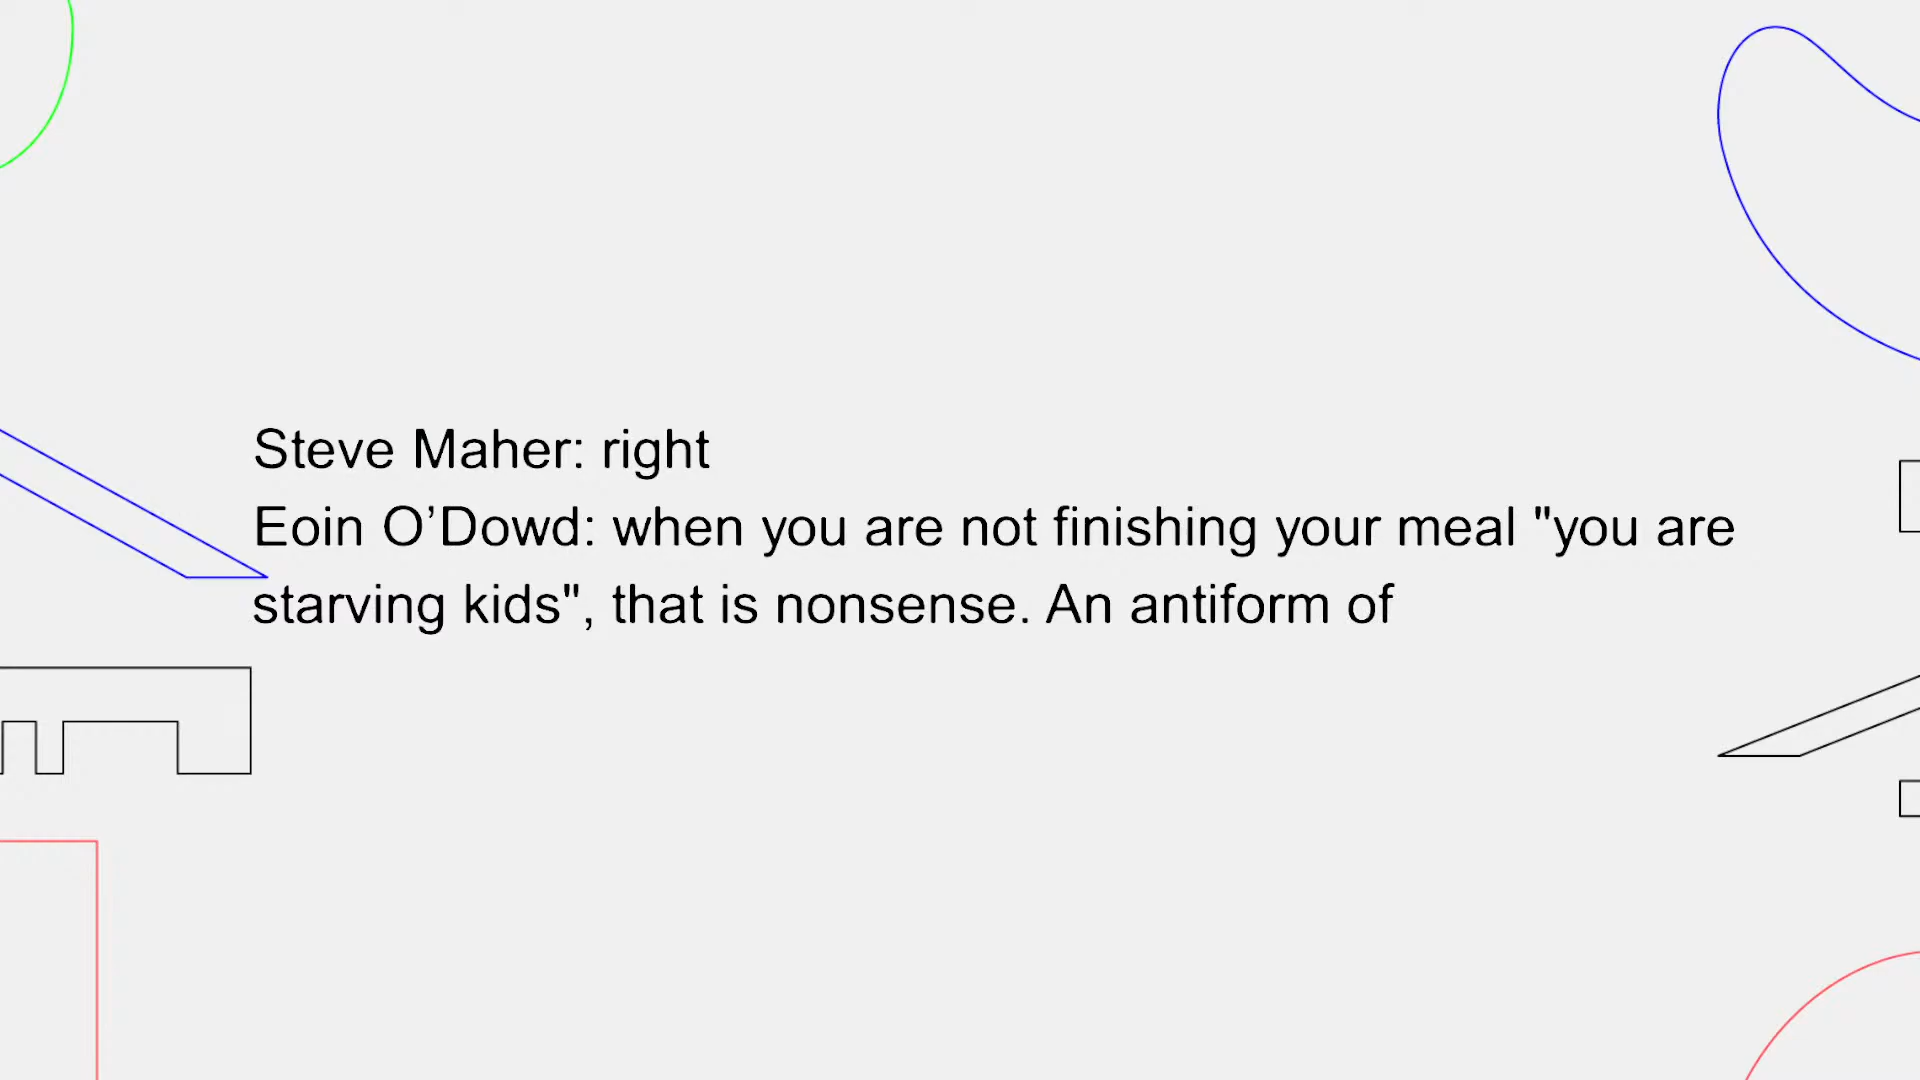 Steve Maher: right
Eoin O’Dowd: when you are not finishing your meal "you are
starving kids", that is nonsense. An antiform of